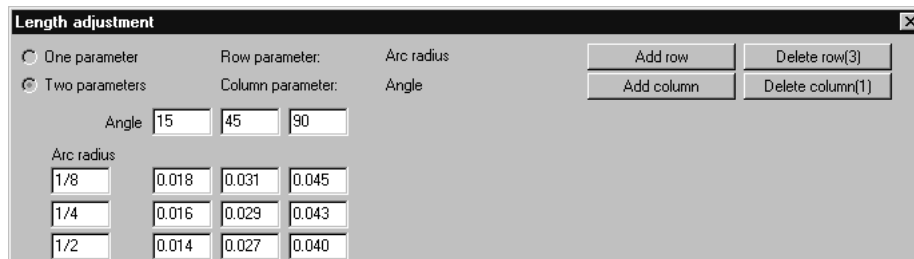 Length adjustment
One parameter Row parameter: Arc radius Add row Delete row(3)
Two parameters Column parameter: Angle Add column Delete column(1)
Angle 15 45 90
Arc radius
1/8 0.018 0.031 0.045
1/4 0.016 0.029 0.043
1/2 0.014 0.027 0.040